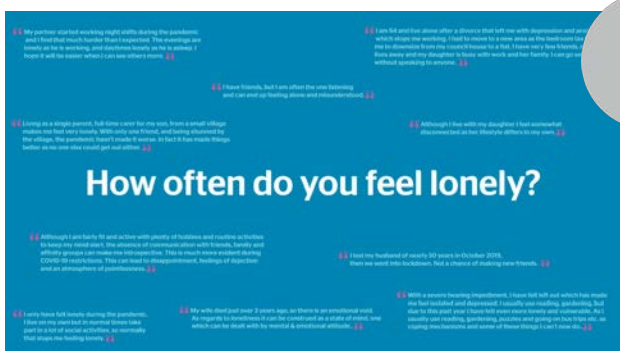 My partner started working night shifts during the pandemic
and I find that much harder than I expected. The evenings are
lonely as he is working, and daytimes lonely as he is asleep. I
hope it will be easier when I can see others more.
I am 64 and live alone after a divorce that left me with depression and
which stops me working. I had to move to a new area as the bedroom tax
me to downsize from my council house to a flat. I have very few friends,
lives away and my daughter is busy with work and her family. I can go
without speaking to anyone.
I have friends, but I am often the one listening
and can end up feeling alone and misunderstood.
Living as a single parent, full-time carer for my son, from a small village
makes me feel very lonely. With only one friend, and being shunned by
the village, the pandemic hasn't made it worse. In fact it has made things
better as no one else could get out either.
Although I live with my daughter I feel somewhat
disconnected as her lifestyle differs to my own.
How often do you feel lonely?
Although I am fairly fit and active with plenty of hobbies and routine activities
to keep my mind alert, the absence of communication with friends, family and
affinity groups can make me introspective. This is much more evident during
COVID-19 restrictions. This can lead to disappointment, feelings of dejection
and an atmosphere of pointlessness.
I lost my husband of nearly 50 years in October 2019,
then we went into lockdown. Not a chance of making new friends.
I only have felt lonely during the pandemic.
I live on my own but in normal times take
part in a lot of social activities, so normally
that stops me feeling lonely.
My wife died just over 3 years ago, so there is an emotional void.
As regards to loneliness it can be construed as a state of mind, one
which can be dealt with by mental & emotional attitude.
With a severe hearing impediment, I have felt left out which has made
me feel isolated and depressed. I usually use reading, gardening, but
due to this past year I have felt even more lonely and vulnerable. As I
usually use reading, gardening, puzzles and going on bus trips etc. as
coping mechanisms and some of these things I can't now do.